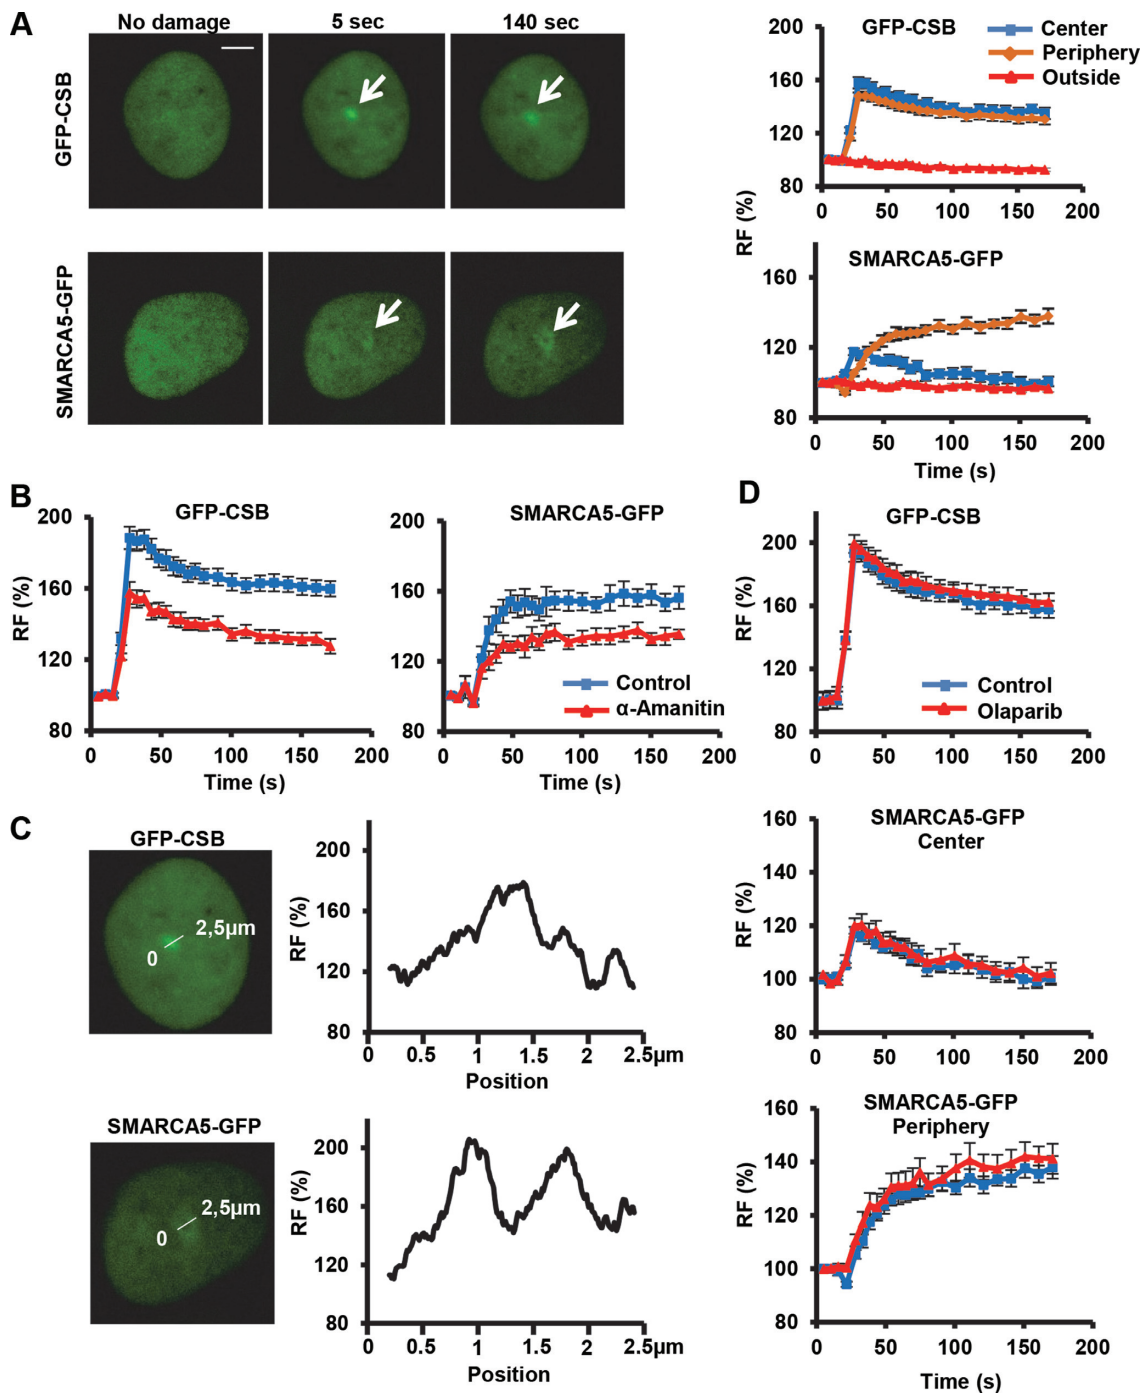 A
No damage
5 sec
140 sec
GFP-CSB
SMARCA5-GFP
GFP-CSB
Center
Periphery
Outside
200
160
120
80
0
50
100
150
200
RF (%)
SMARCA5-GFP
160
120
80
0
50
100
150
200
Time (s)
B
GFP-CSB
200
160
120
80
RF (%)
0
50
100
150
200
Time (s)
SMARCA5-GFP
200
160
120
80
Control
α-Amanitin
0
50
100
150
200
Time (s)
D
GFP-CSB
200
160
120
80
RF (%)
Control
Olaparib
0
50
100
150
200
C
GFP-CSB
0
2,5µm
200
160
120
80
RF (%)
0
0.5
1
1.5
2
2.5µm
Position
SMARCA5-GFP
0
2,5µm
200
160
120
80
RF (%)
0
0.5
1
1.5
2
2.5µm
Position
SMARCA5-GFP
Center
160
140
120
100
80
RF (%)
0
50
100
150
200
SMARCA5-GFP
Periphery
160
140
120
100
80
RF (%)
0
50
100
150
200
Time (s)